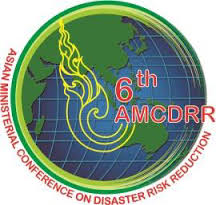 6th
AMCDRR
ASIAN MINISTERIAL CONFERENCE ON DISASTER RISK REDUCTION